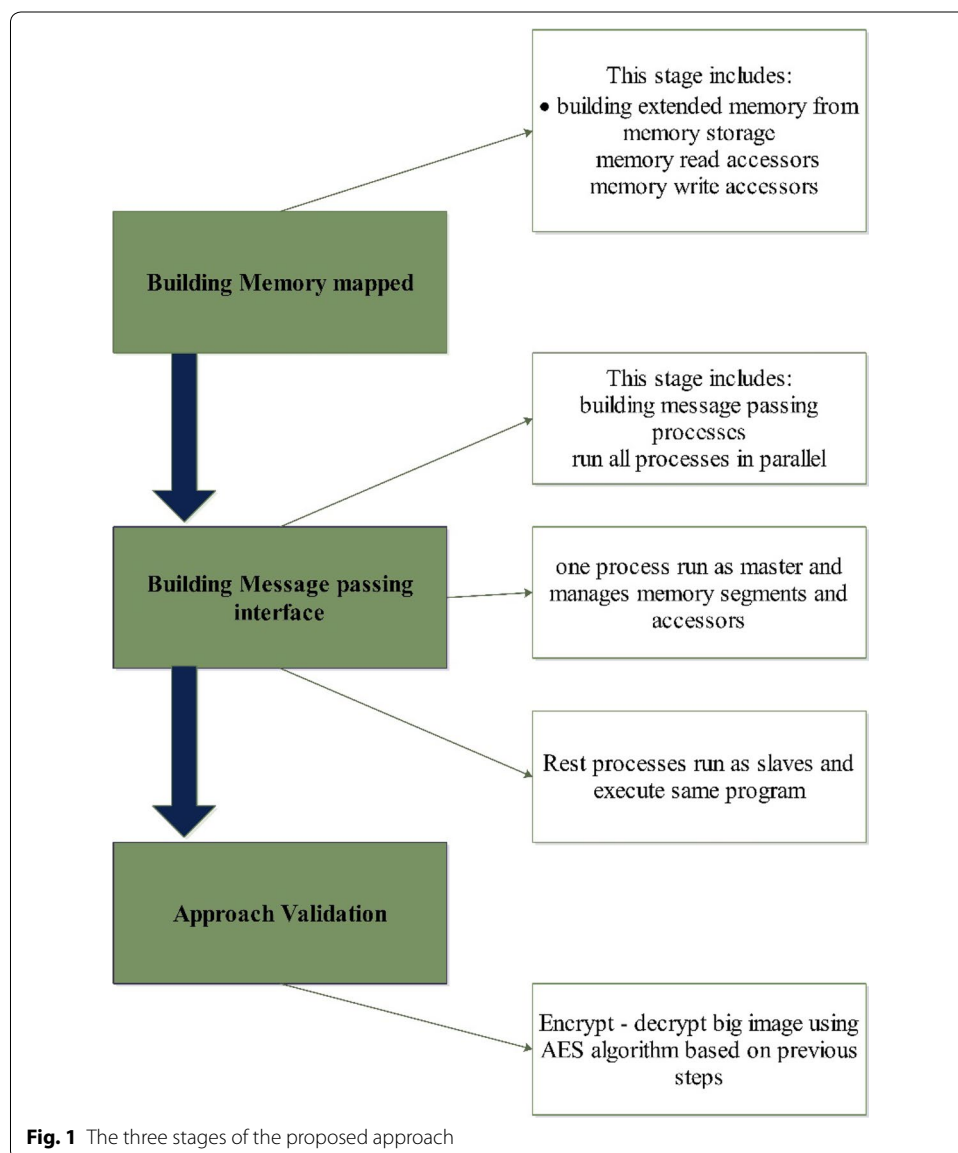 This stage includes:
• building extended memory from
memory storage
memory read accessors
memory write accessors
Building Memory mapped
This stage includes:
building message passing
processes
run all processes in parallel
Building Message passing
interface
one process run as master and
manages memory segments and
accessors
Rest processes run as slaves and
execute same program
Approach Validation
Encrypt - decrypt big image using
AES algorithm based on previous
steps
Fig. 1 The three stages of the proposed approach